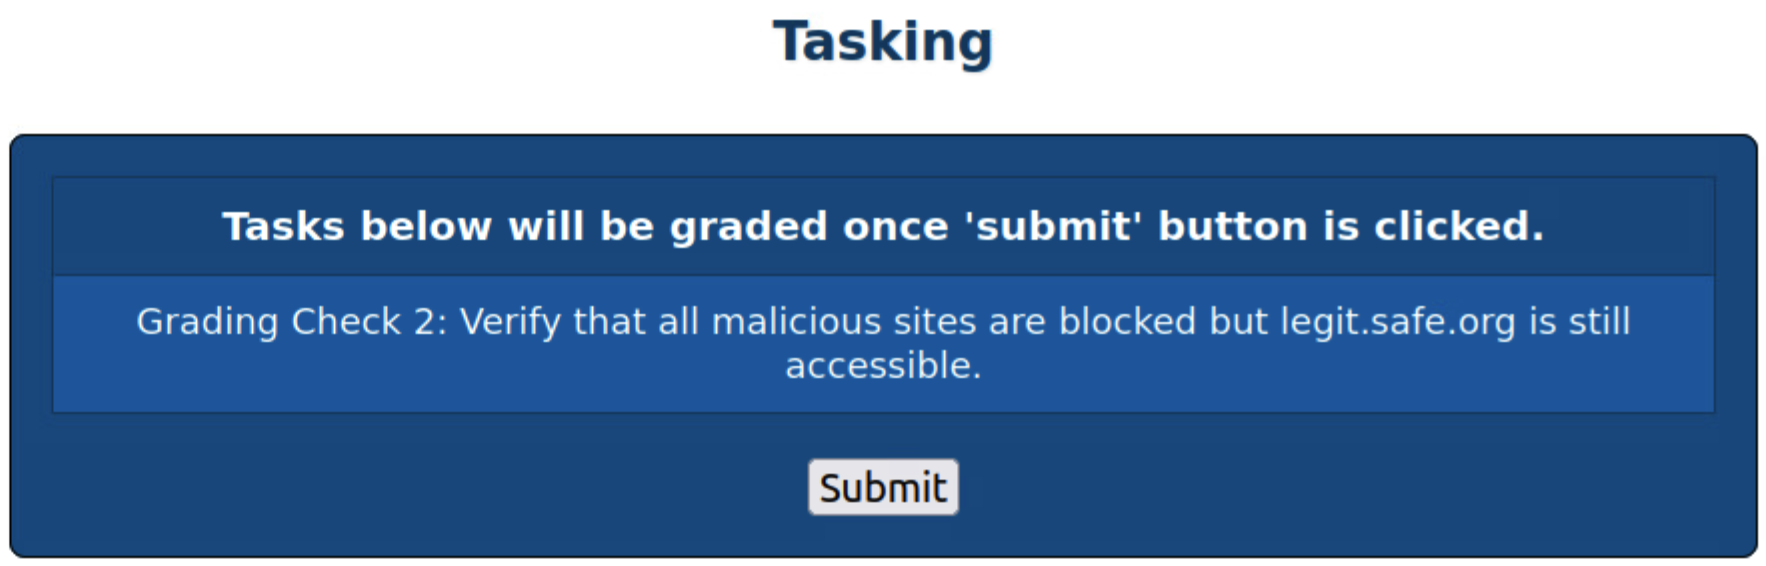 Tasking
Tasks below will be graded once 'submit' button is clicked.
Grading Check 2: Verify that all malicious sites are blocked but legit.safe.org is still
accessible.
Submit